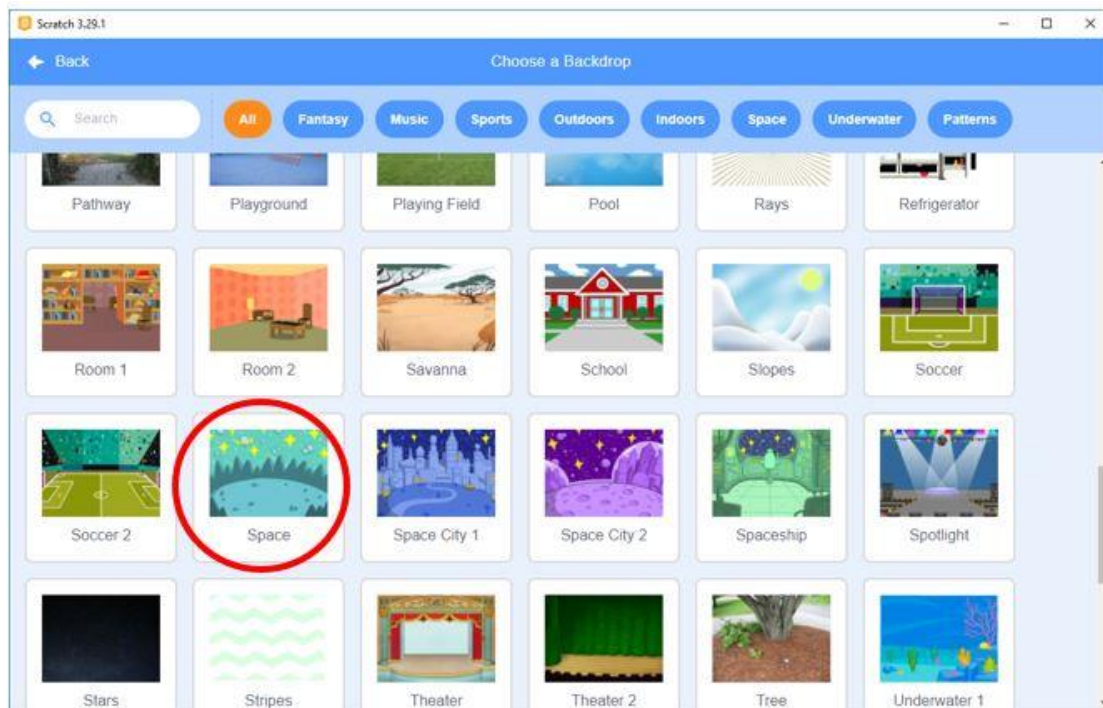 Scratch 3.29.1
Back
Choose a Backdrop
Search
All
Fantasy
Music
Sports
Outdoors
Indoors
Space
Underwater
Patterns
Pathway
Playground
Playing Field
Pool
Rays
Refrigerator
Room 1
Room 2
Savanna
School
Slopes
Soccer
Soccer 2
Space
Space City 1
Space City 2
Spaceship
Spotlight
Stars
Stripes
Theater
Theater 2
Tree
Underwater 1